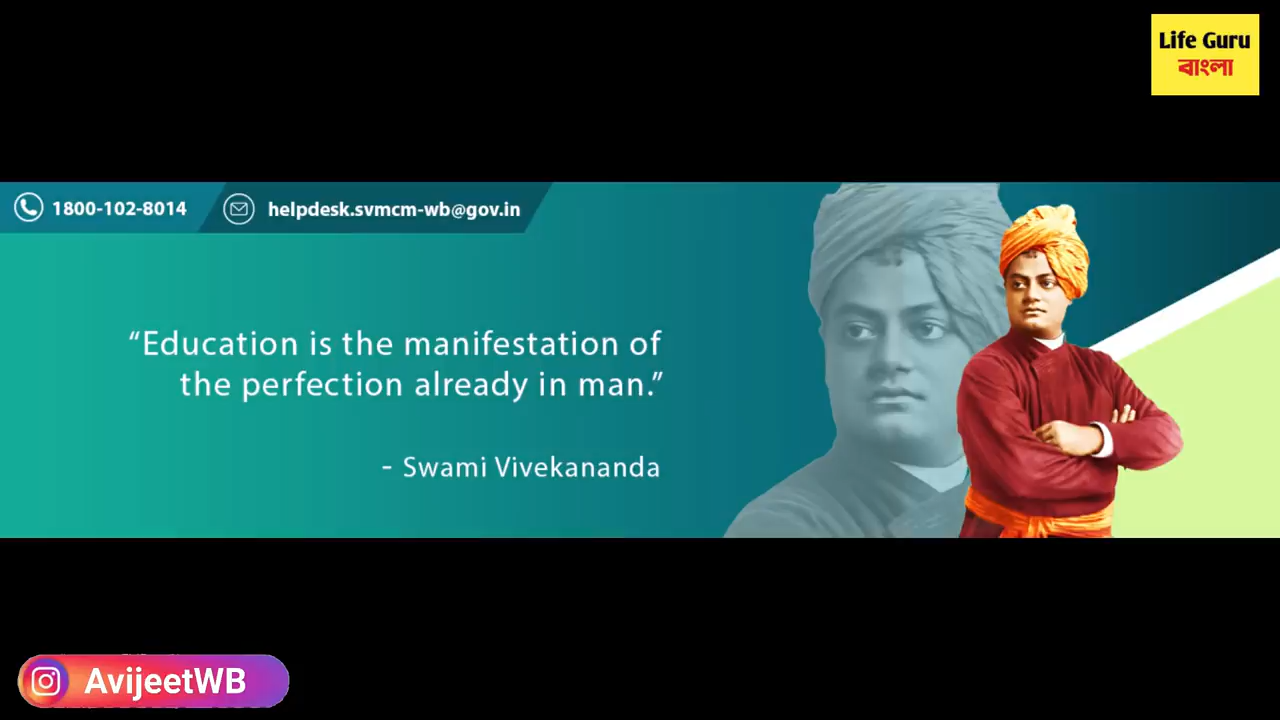 Life Guru
বাংলা
1800-102-8014
helpdesk.svmcm-wb@gov.in
“Education is the manifestation of
the perfection already in man.”
- Swami Vivekananda
AvijeetWB